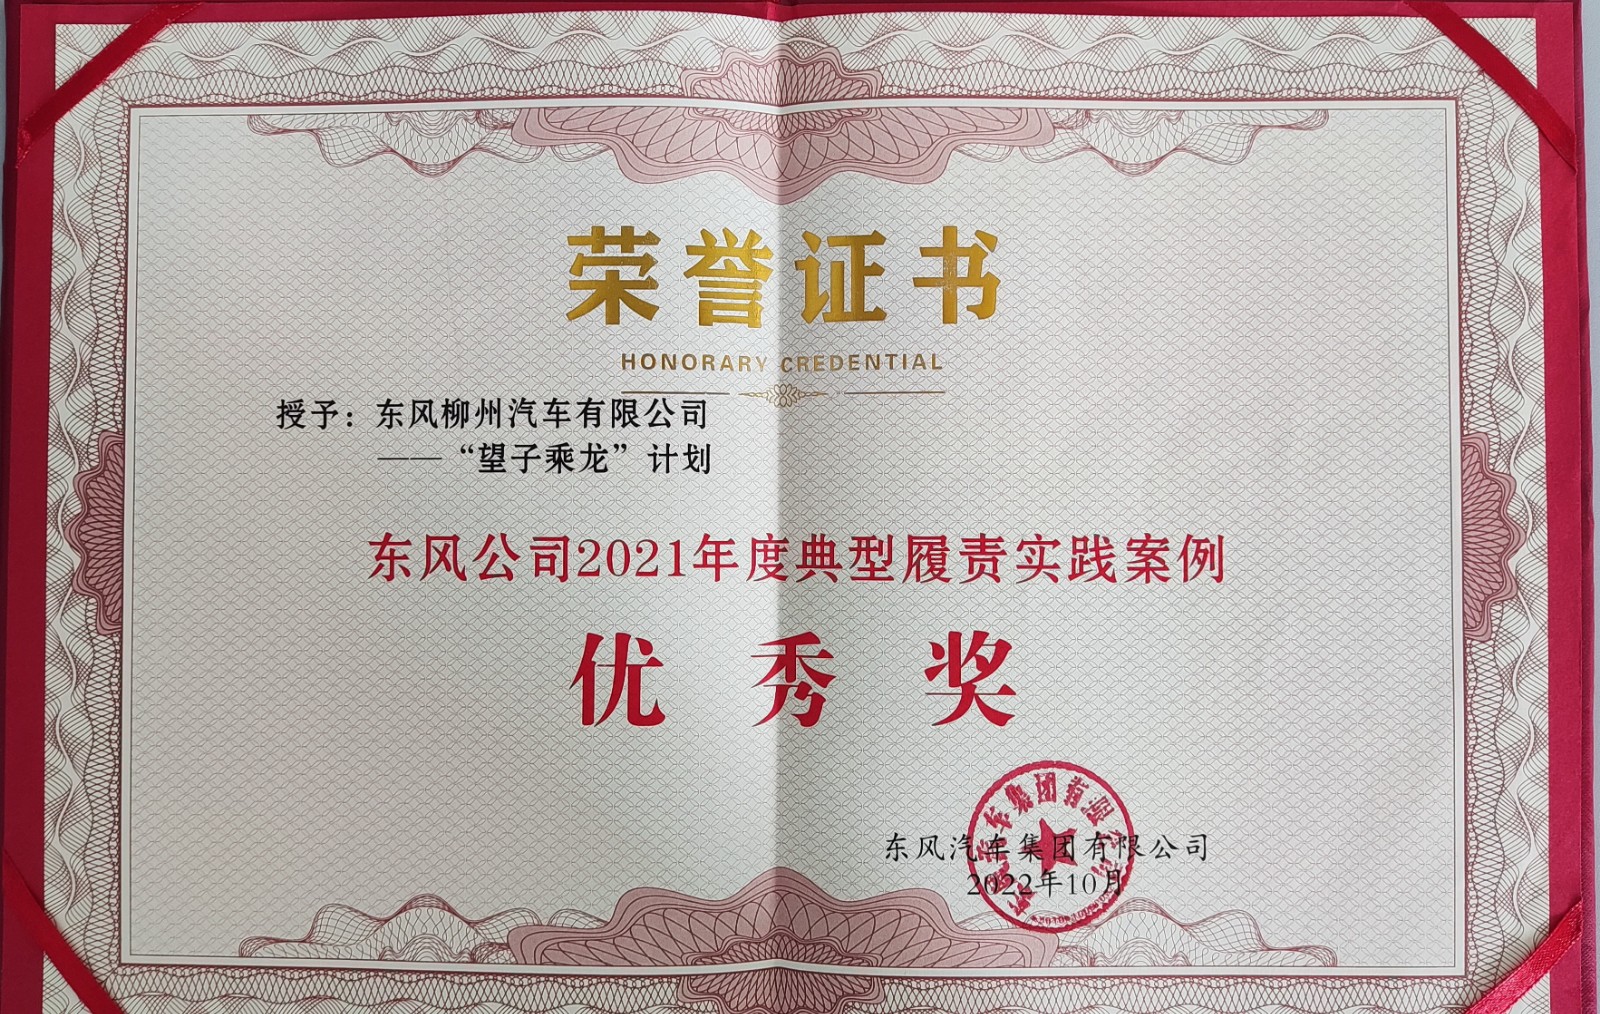 荣誉证书
HONORARY CREDENTIAL
授予：东风柳州汽车有限公司
——“望子乘龙”计划
东风公司2021年度典型履责实践案例
优秀奖
东风汽车集团有限公司
2022年10月